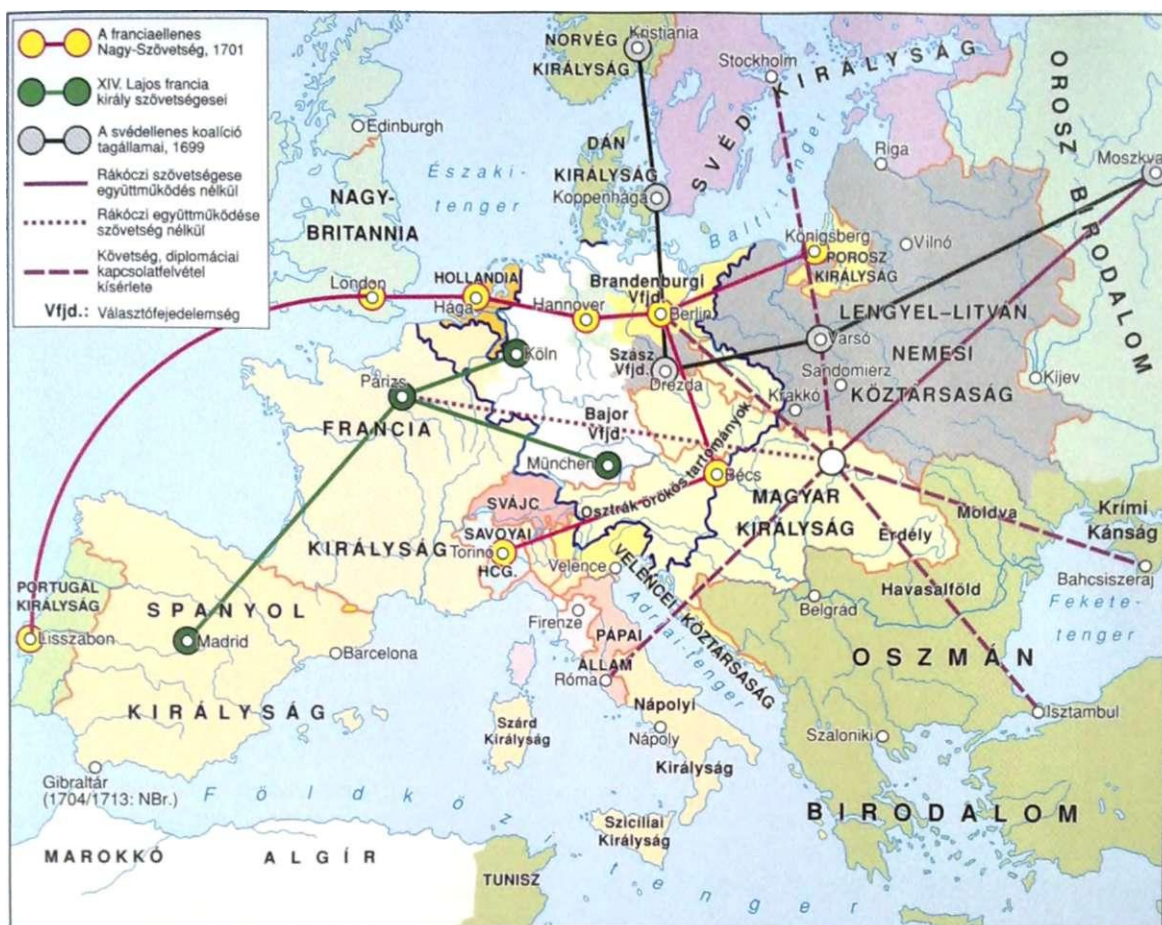 A franciaellenes
Nagy-Szövetség, 1701
XIV. Lajos francia
király szövetségesei
A svédellenes koalíció
tagállamai, 1699
Rákóczi szövetségese
együttműködés nélkül
Rákóczi együttműködése
szövetség nélkül
Követség, diplomáciai
kapcsolatfelvétel
kísérlete
Vfjd.: Választófejedelemség
NORVÉG
KIRÁLYSÁG
Kristiania
Stockholm
SVÉD KIRÁLYSÁG
OROSZ BIRODALOM
Moszkva
Edinburgh
Északi-
tenger
DÁN
KIRÁLYSÁG
Koppenhága
Balti-tenger
Riga
NAGY-
BRITANNIA
Königsberg
POROSZ
KIRÁLYSÁG
Vilnó
London
HOLLANDIA
Hága
Hannover
Brandenburgi
Vfjd.
Berlin
LENGYEL–LITVÁN
NEMESI
KÖZTÁRSASÁG
Varsó
Sandomierz
Krakkó
Kijev
Köln
Szász
Vfjd.
Drezda
Párizs
FRANCIA
KIRÁLYSÁG
Bajor
Vfjd
München
Osztrák örökös tartományok
Bécs
MAGYAR
KIRÁLYSÁG
Erdély
Moldva
Krími
Kánság
Bahcsiszeraj
SVÁJC
SAVOYAI
HCG.
Torinó
Velence
VELENCEI KÖZTÁRSASÁG
Adriai-tenger
Belgrád
Havasalföld
Fekete-
tenger
PORTUGÁL
KIRÁLYSÁG
Lisszabon
SPANYOL
KIRÁLYSÁG
Madrid
Barcelona
Firenze
PÁPAI
ÁLLAM
Róma
OSZMÁN
BIRODALOM
Isztambul
Szaloniki
Szárd
Királyság
Nápolyi
Királyság
Nápoly
Gibraltár
(1704/1713: NBr.)
Földközi tenger
Szicíliai
Királyság
MAROKKÓ
ALGÍR
TUNISZ